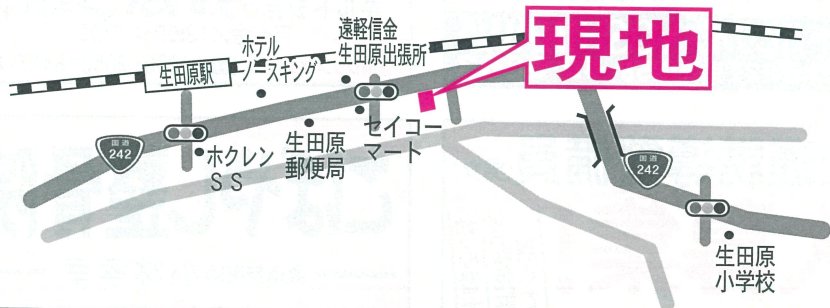 現地
遠軽信金
生田原出張所
ホテル
ノースキング
生田原駅
国道
242
ホクレン
SS
生田原
郵便局
セイコー
マート
国道
242
生田原
小学校